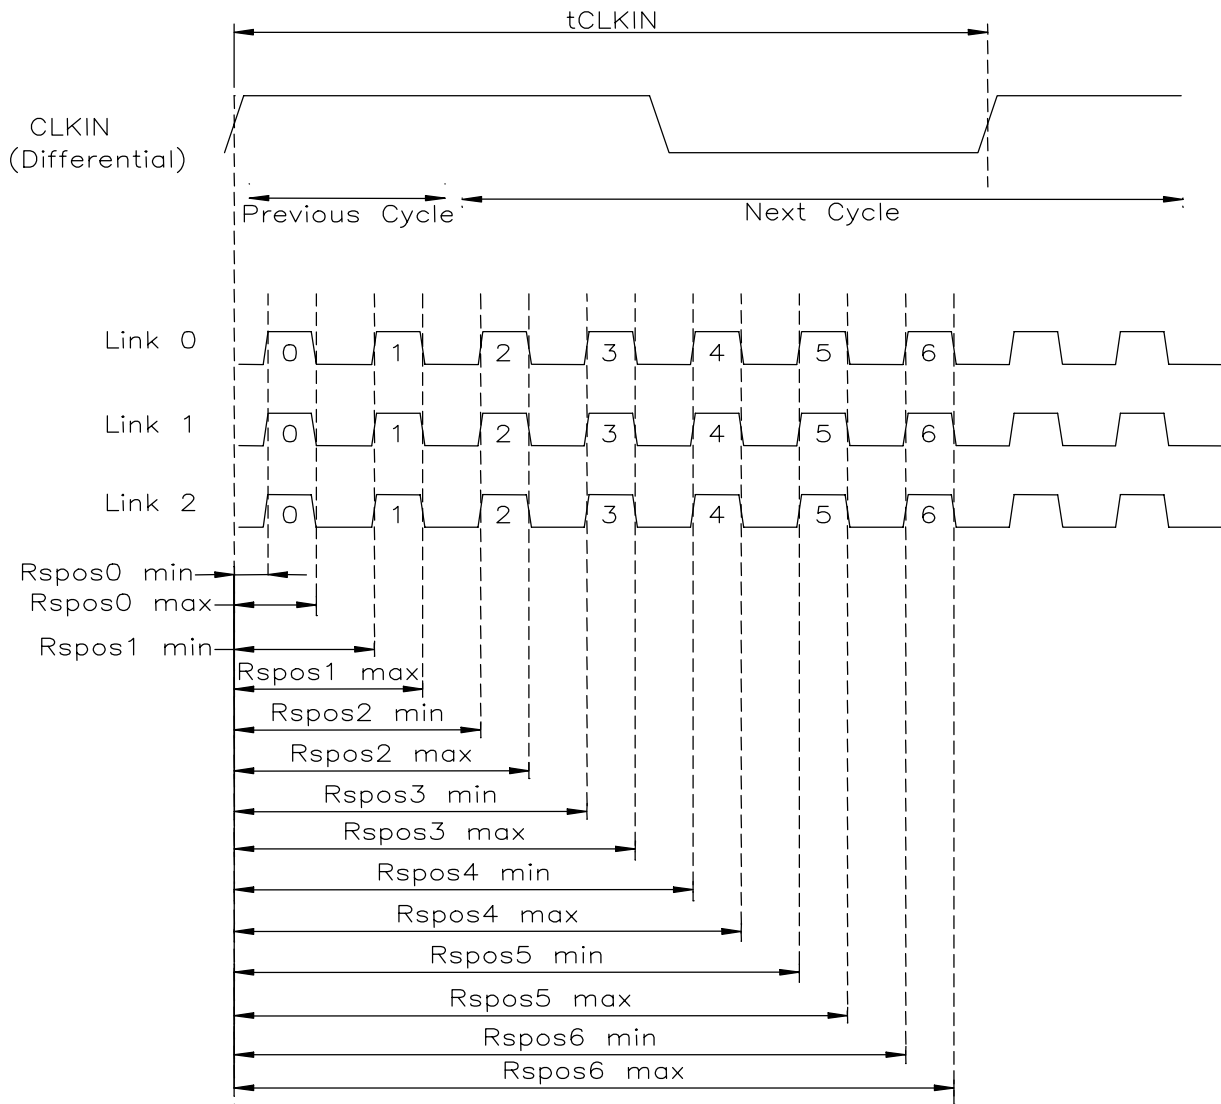 tCLKIN
CLKIN
(Differential)
Previous Cycle
Next Cycle
Link 0
0 1 2 3 4 5 6
Link 1
0 1 2 3 4 5 6
Link 2
0 1 2 3 4 5 6
Rspos0 min
Rspos0 max
Rspos1 min
Rspos1 max
Rspos2 min
Rspos2 max
Rspos3 min
Rspos3 max
Rspos4 min
Rspos4 max
Rspos5 min
Rspos5 max
Rspos6 min
Rspos6 max